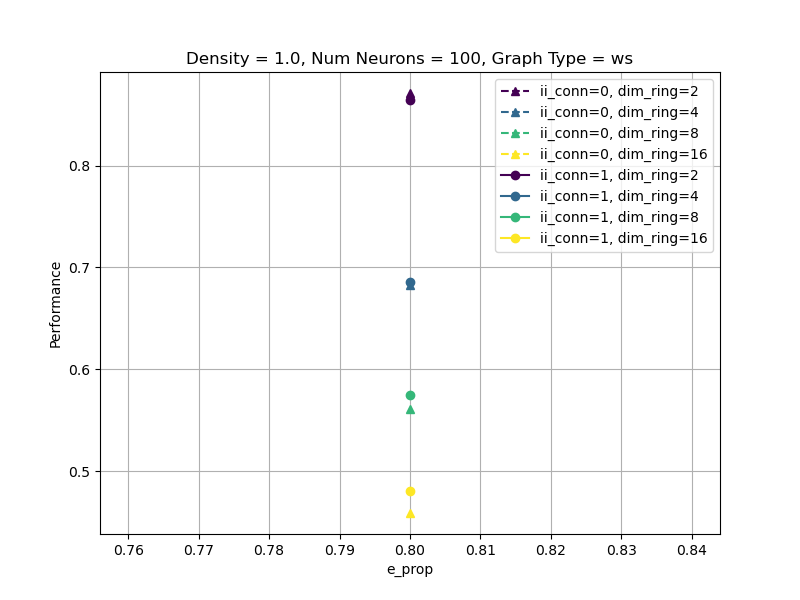 Density = 1.0, Num Neurons = 100, Graph Type = ws
ii_conn=0, dim_ring=2
ii_conn=0, dim_ring=4
ii_conn=0, dim_ring=8
ii_conn=0, dim_ring=16
ii_conn=1, dim_ring=2
ii_conn=1, dim_ring=4
ii_conn=1, dim_ring=8
ii_conn=1, dim_ring=16
Performance
0.8
0.7
0.6
0.5
0.76 0.77 0.78 0.79 0.80 0.81 0.82 0.83 0.84
e_prop